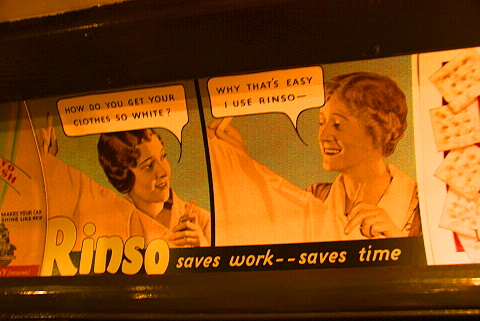 HOW DO YOU GET YOUR
CLOTHES SO WHITE?
WHY THAT'S EASY
I USE RINSO—
MAKES YOUR CAR
SHINE LIKE NEW
Rinso saves work--saves time